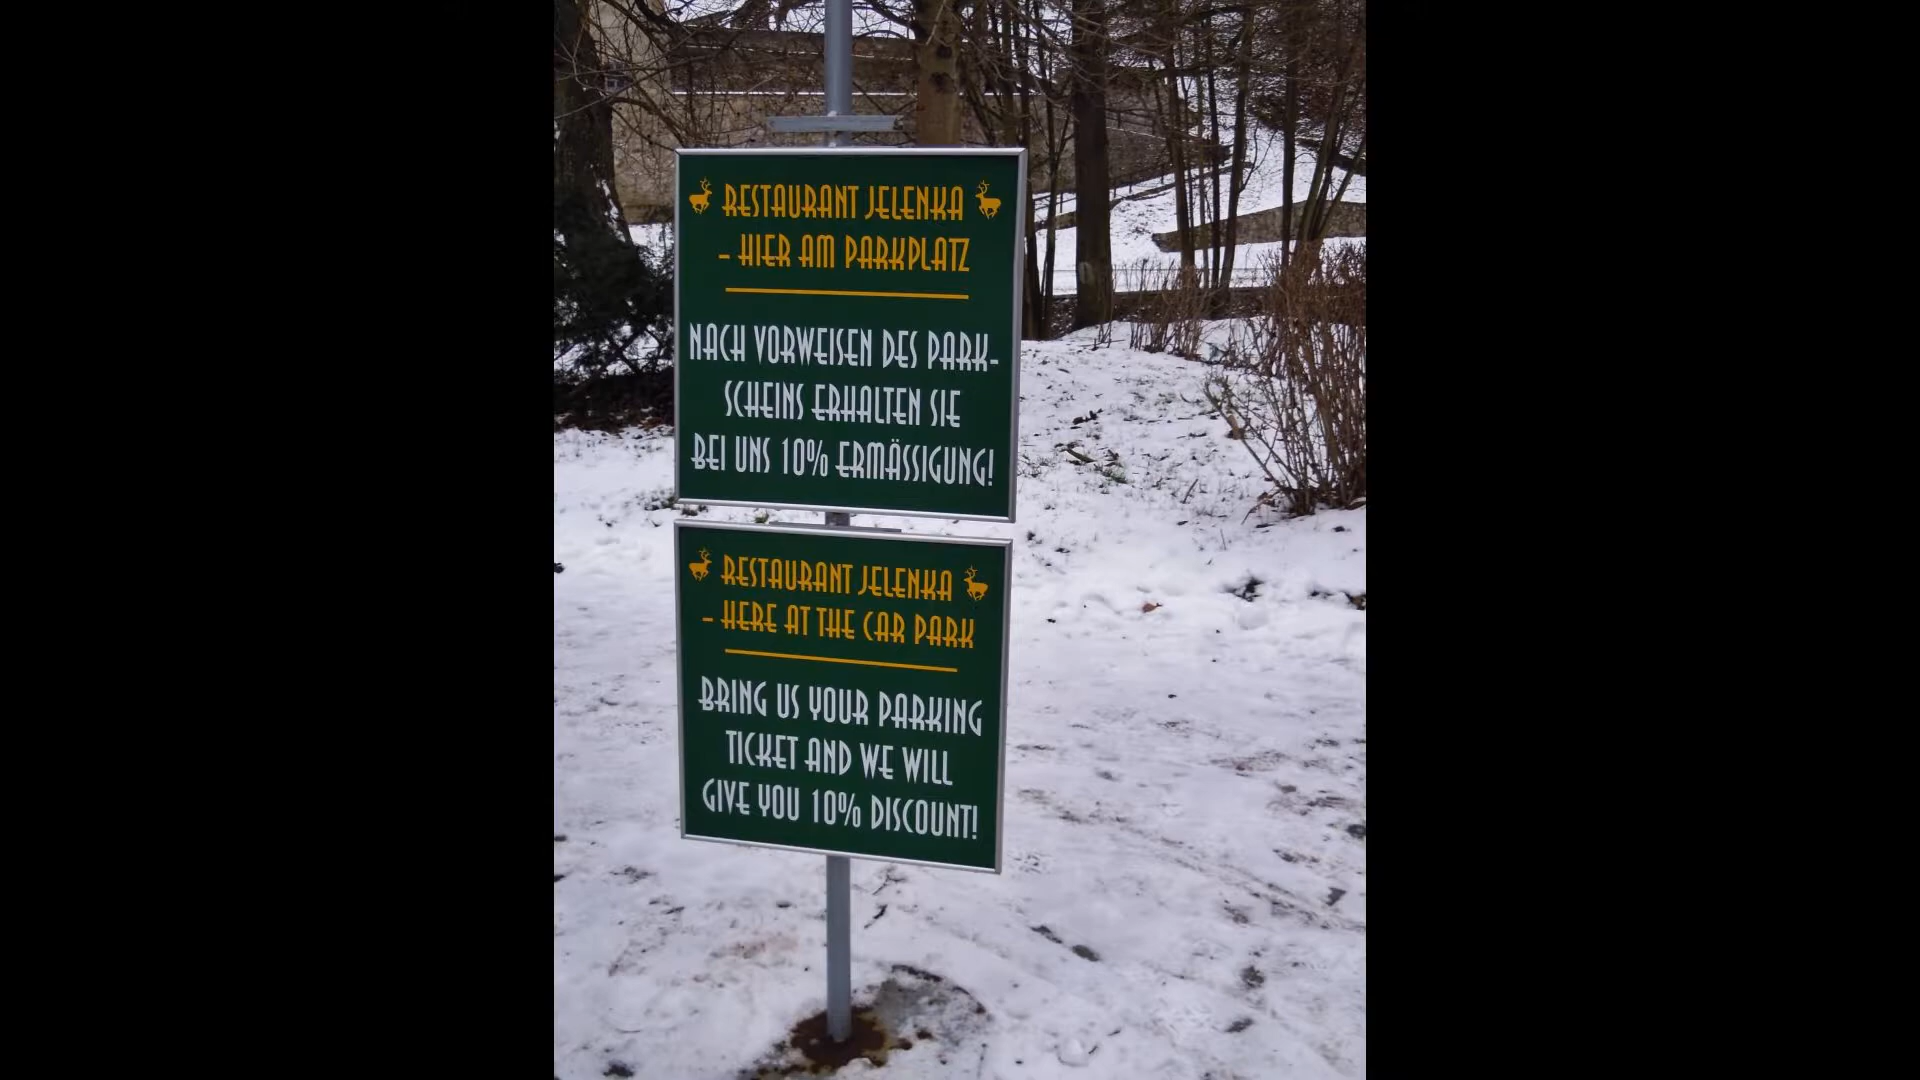 RESTAURANT JELENKA
- HIER AM PARKPLATZ
NACH VORWEISEN DES PARK-
SCHEINS ERHALTEN SIE
BEI UNS 10% ERMÄSSIGUNG!
RESTAURANT JELENKA
- HERE AT THE CAR PARK
BRING US YOUR PARKING
TICKET AND WE WILL
GIVE YOU 10% DISCOUNT!